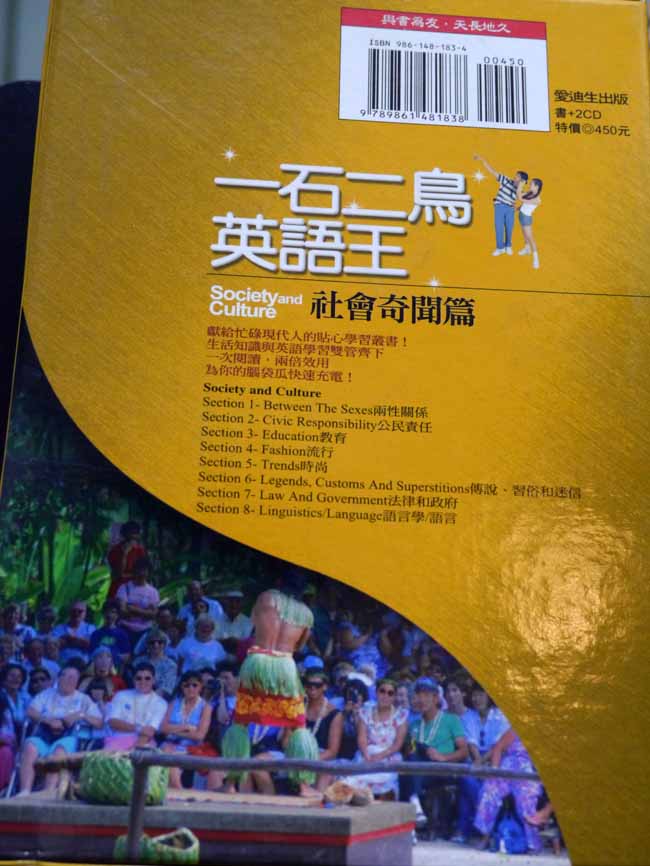 與書為友，天長地久
ISBN 986-148-183-4
00450
9 789861 481838
愛迪生出版
書+2CD
特價◎450元
一石二鳥
英語王
Society and
Culture
社會奇聞篇
獻給忙碌現代人的貼心學習叢書！
生活知識與英語學習雙管齊下
一次閱讀，兩倍效用
為你的腦袋瓜快速充電！
Society and Culture
Section 1- Between The Sexes兩性關係
Section 2- Civic Responsibility公民責任
Section 3- Education教育
Section 4- Fashion流行
Section 5- Trends時尚
Section 6- Legends, Customs And Superstitions傳說、習俗和迷信
Section 7- Law And Government法律和政府
Section 8- Linguistics/Language語言學/語言